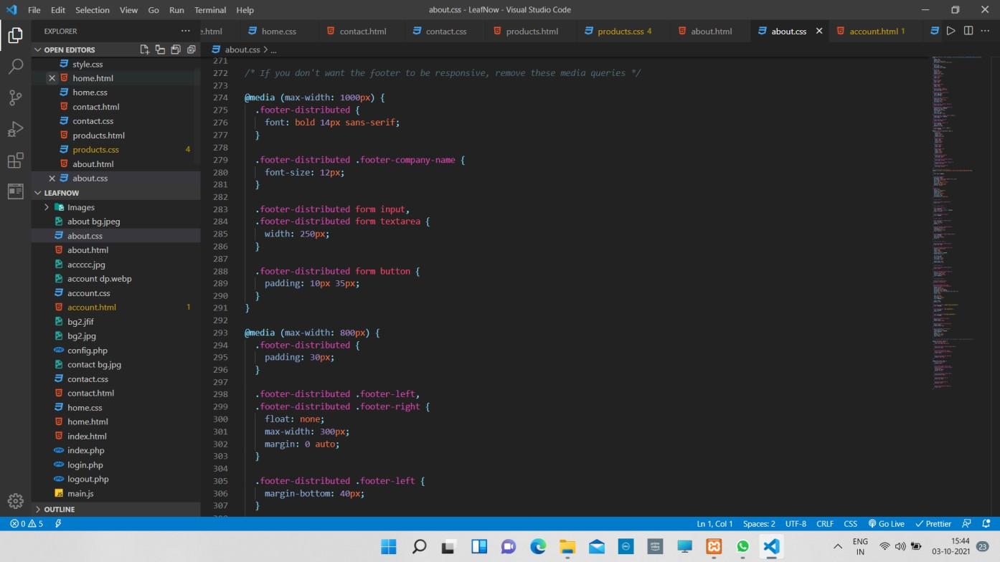 File Edit Selection View Go Run Terminal Help
about.css - LeafNow - Visual Studio Code
EXPLORER
e.html home.css contact.html contact.css products.html products.css 4 about.html about.css account.html 1
OPEN EDITORS
style.css
home.html
home.css
contact.html
contact.css
products.html
products.css 4
about.html
about.css
LEAFNOW
Images
about bg.jpeg
about.css
about.html
accccc.jpg
account dp.webp
account.css
account.html 1
bg2.jfif
bg2.jpg
config.php
contact bg.jpg
contact.css
contact.html
home.css
home.html
index.html
index.php
login.php
logout.php
main.js
OUTLINE
about.css > ...
271
272 /* If you don't want the footer to be responsive, remove these media queries */
273
274 @media (max-width: 1000px) {
275 .footer-distributed {
276 font: bold 14px sans-serif;
277 }
278
279 .footer-distributed .footer-company-name {
280 font-size: 12px;
281 }
282
283 .footer-distributed form input,
284 .footer-distributed form textarea {
285 width: 250px;
286 }
287
288 .footer-distributed form button {
289 padding: 10px 35px;
290 }
291 }
292
293 @media (max-width: 800px) {
294 .footer-distributed {
295 padding: 30px;
296 }
297
298 .footer-distributed .footer-left,
299 .footer-distributed .footer-right {
300 float: none;
301 max-width: 300px;
302 margin: 0 auto;
303 }
304
305 .footer-distributed .footer-left {
306 margin-bottom: 40px;
307 }
0 5
Ln 1, Col 1 Spaces: 2 UTF-8 CRLF CSS Go Live Prettier
ENG
IN
15:44
03-10-2021
23